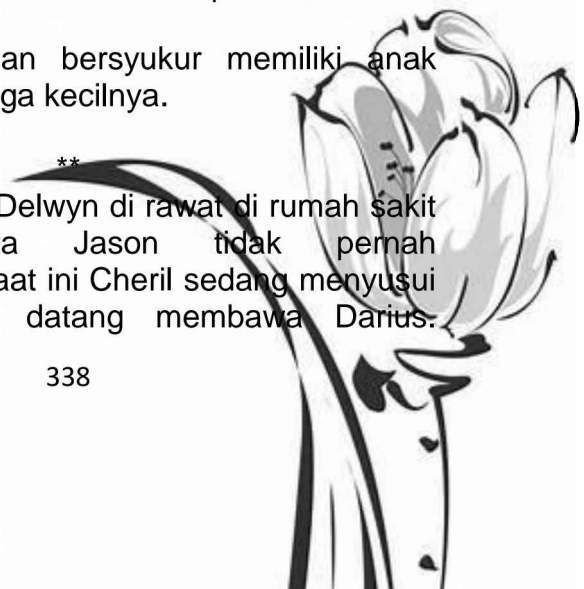 an bersyukur memiliki anak
ga kecilnya.
**
Delwyn di rawat di rumah sakit
a Jason tidak pernah
aat ini Cheril sedang menyusui
datang membawa Darius.
338